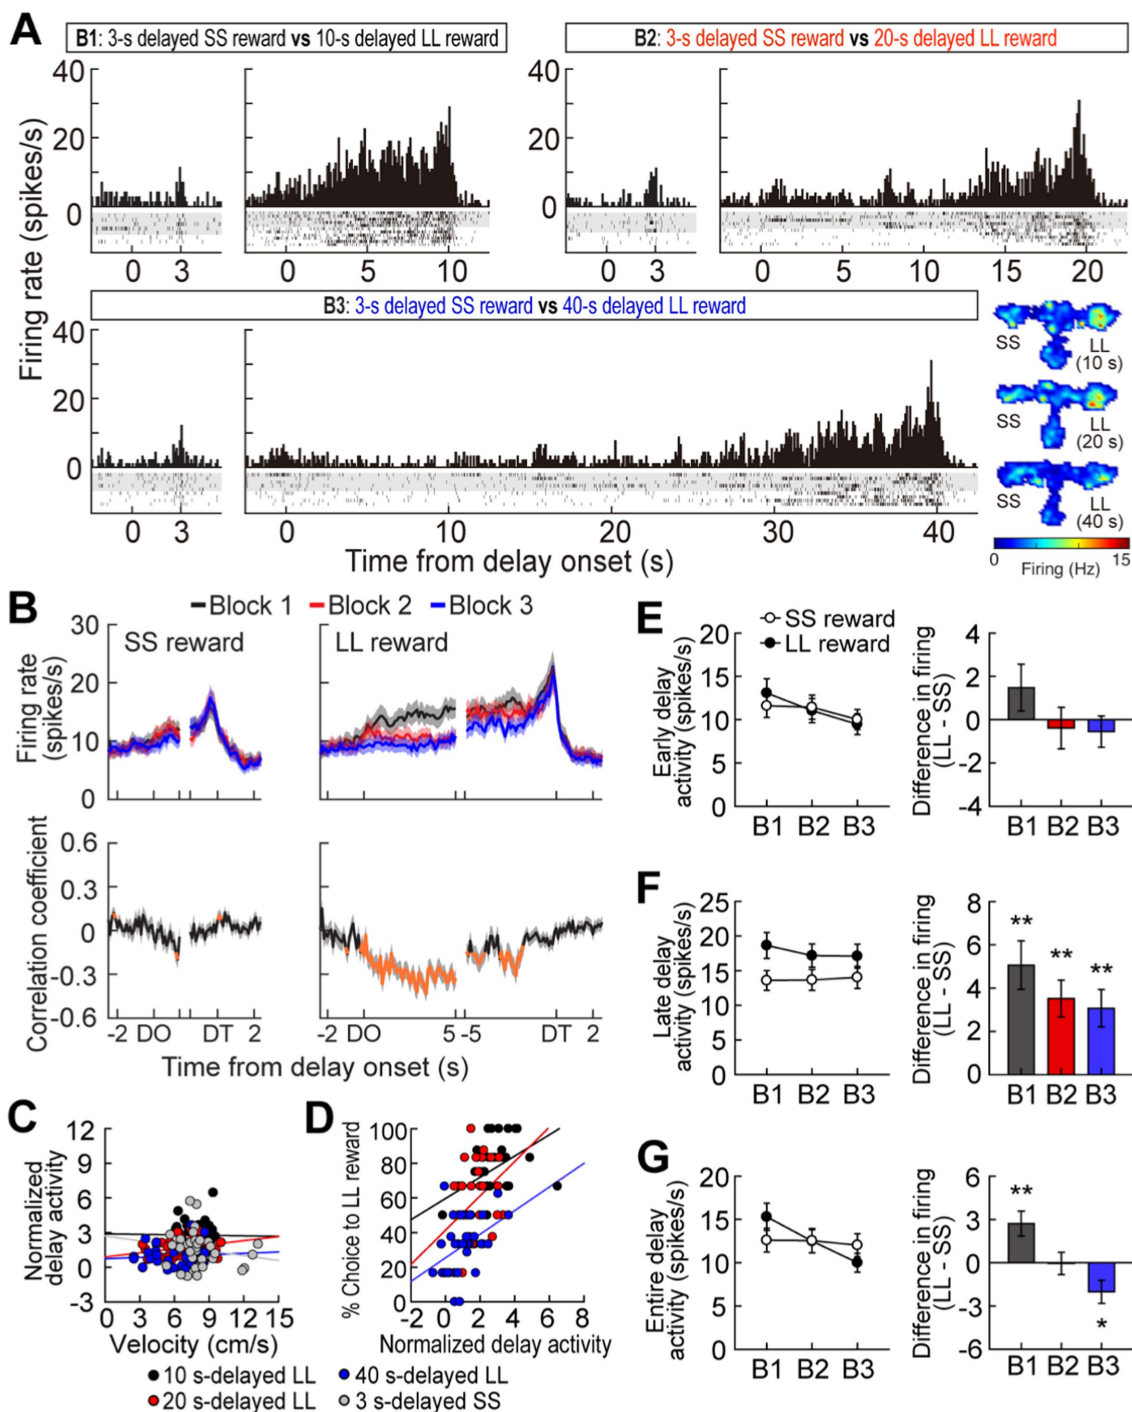 A
B1: 3-s delayed SS reward vs 10-s delayed LL reward
B2: 3-s delayed SS reward vs 20-s delayed LL reward
Firing rate (spikes/s)
40
20
0
0 3
0 5 10
40
20
0
0 3
0 5 10 15 20
B3: 3-s delayed SS reward vs 40-s delayed LL reward
40
20
0
0 3
0 10 20 30 40
Time from delay onset (s)
SS LL
(10 s)
SS LL
(20 s)
SS LL
(40 s)
0 15
Firing (Hz)
B
Block 1 Block 2 Block 3
SS reward
LL reward
Firing rate
(spikes/s)
30
20
10
0
Correlation coefficient
0.6
0.3
0
-0.3
-0.6
-2 DO DT 2
-2 DO 5 -5 DT 2
Time from delay onset (s)
C
Normalized
delay activity
12
9
6
3
0
-3
0 3 6 9 12 15
Velocity (cm/s)
D
% Choice to LL reward
100
80
60
40
20
0
-2 0 2 4 6 8
Normalized delay activity
10 s-delayed LL
40 s-delayed LL
20 s-delayed LL
3 s-delayed SS
E
SS reward
LL reward
Early delay
activity (spikes/s)
20
15
10
5
0
B1 B2 B3
Difference in firing
(LL - SS)
4
2
0
-2
-4
B1 B2 B3
F
Late delay
activity (spikes/s)
25
20
15
10
5
0
B1 B2 B3
Difference in firing
(LL - SS)
8
6
4
2
0
** ** **
B1 B2 B3
G
Entire delay
activity (spikes/s)
20
15
10
5
0
B1 B2 B3
Difference in firing
(LL - SS)
6
3
0
-3
-6
**
*
B1 B2 B3